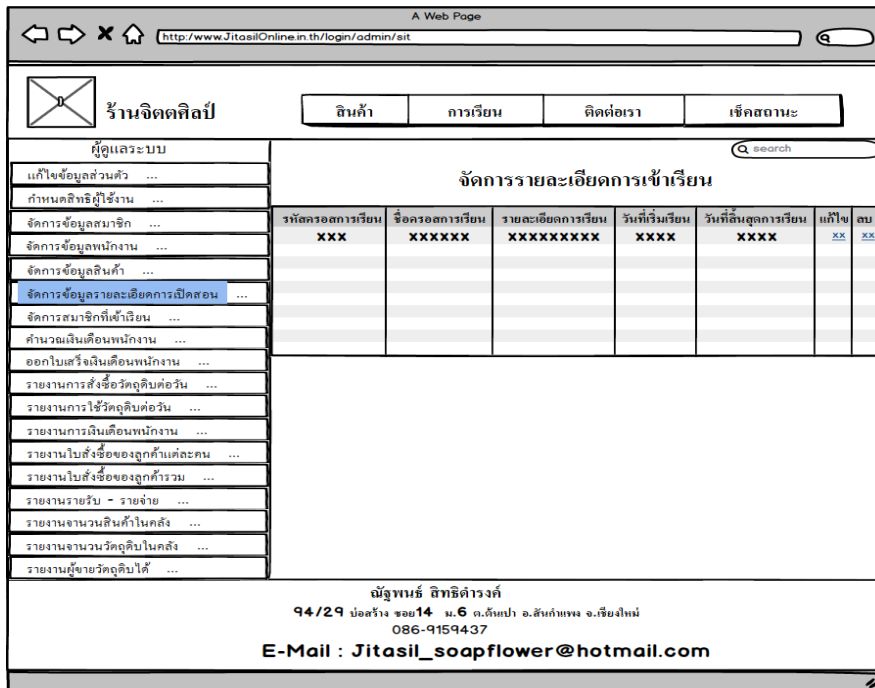 A Web Page
http:/www.JitasilOnline.in.th/login/admin/sit
ร้านจิตตศิลป์
สินค้า การเรียน ติดต่อเรา เช็คสถานะ
ผู้ดูแลระบบ
search
แก้ไขข้อมูลส่วนตัว ...
กำหนดสิทธิผู้ใช้งาน ...
จัดการข้อมูลสมาชิก ...
จัดการข้อมูลพนักงาน ...
จัดการข้อมูลสินค้า ...
จัดการข้อมูลรายละเอียดการเปิดสอน ...
จัดการสมาชิกที่เข้าเรียน ...
คำนวณเงินเดือนพนักงาน ...
ออกใบเสร็จเงินเดือนพนักงาน ...
รายงานการสั่งซื้อวัตถุดิบต่อวัน ...
รายงานการใช้วัตถุดิบต่อวัน ...
รายงานการเงินเดือนพนักงาน ...
รายงานใบสั่งซื้อของลูกค้าแต่ละคน ...
รายงานใบสั่งซื้อของลูกค้ารวม ...
รายงานรายรับ - รายจ่าย ...
รายงานจานวนสินค้าในคลัง ...
รายงานจานวนวัตถุดิบในคลัง ...
รายงานผู้ขายวัตถุดิบได้ ...
จัดการรายละเอียดการเข้าเรียน
รหัสครอสการเรียน ชื่อครอสการเรียน รายละเอียดการเรียน วันที่เริ่มเรียน วันที่สิ้นสุดการเรียน แก้ไข ลบ
xxx xxxxxx xxxxxxxxx xxxx xxxx xx xx
ณัฐพนธ์ สิทธิดำรงค์
94/29 บ่อสร้าง ซอย14 ม.6 ต.ต้นเปา อ.สันกำแพง จ.เชียงใหม่
086-9159437
E-Mail : Jitasil_soapflower@hotmail.com